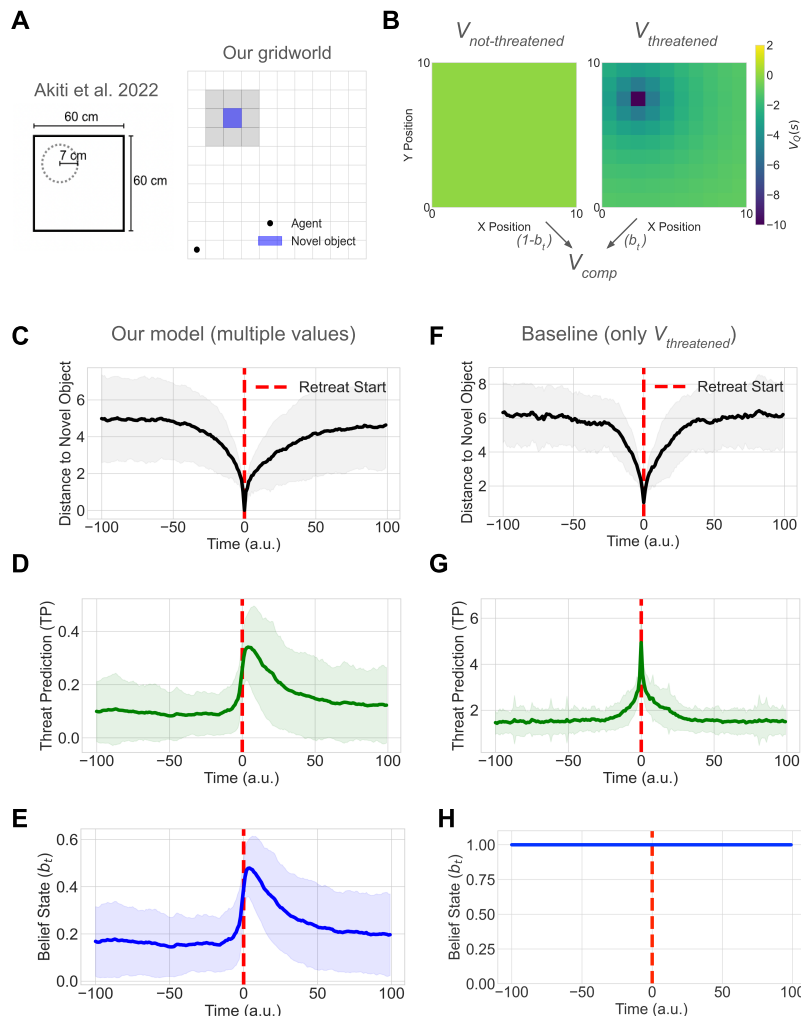 A
Our gridworld
Akiti et al. 2022
60 cm
7 cm
60 cm
Agent
Novel object
B
V_not-threatened
V_threatened
10
10
Y Position
0
0
10
0
10
X Position
X Position
2
0
−2
−4
−6
−8
−10
V_Q(s)
(1-b_t)
(b_t)
V_comp
C
Our model (multiple values)
Distance to Novel Object
6
4
2
0
Retreat Start
−100
−50
0
50
100
Time (a.u.)
F
Baseline (only V_threatened)
Distance to Novel Object
8
6
4
2
Retreat Start
−100
−50
0
50
100
Time (a.u.)
D
Threat Prediction (TP)
0.4
0.2
0.0
−100
−50
0
50
100
Time (a.u.)
G
Threat Prediction (TP)
6
4
2
−100
−50
0
50
100
Time (a.u.)
E
Belief State (b_t)
0.6
0.4
0.2
0.0
−100
−50
0
50
100
Time (a.u.)
H
Belief State (b_t)
1.00
0.75
0.50
0.25
0.00
−100
−50
0
50
100
Time (a.u.)